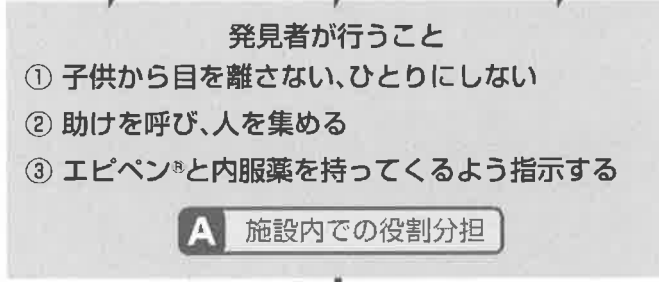 発見者が行うこと
① 子供から目を離さない、ひとりにしない
② 助けを呼び、人を集める
③ エピペン®と内服薬を持ってくるよう指示する
A 施設内での役割分担